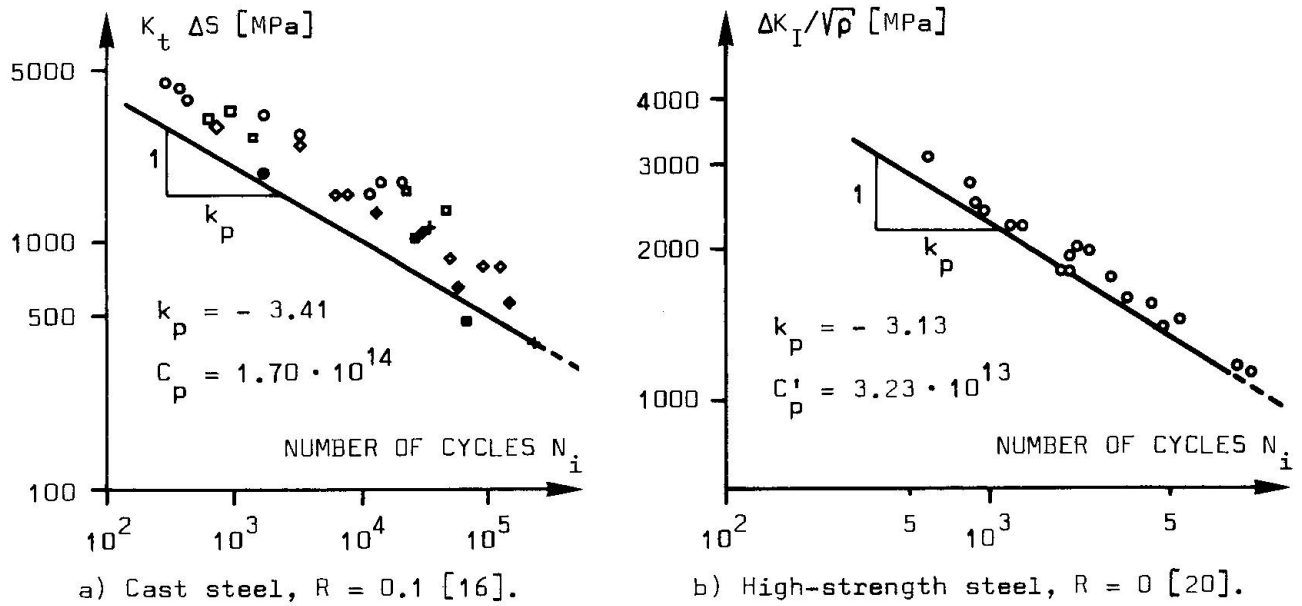 K_t ΔS [MPa]
5000
1000
500
100
1
k_p
k_p = - 3.41
C_p = 1.70 · 10^14
NUMBER OF CYCLES N_i
10^2 10^3 10^4 10^5
a) Cast steel, R = 0.1 [16].
ΔK_I/√ρ [MPa]
4000
3000
2000
1000
1
k_p
k_p = - 3.13
C'_p = 3.23 · 10^13
NUMBER OF CYCLES N_i
10^2 5 10^3 5
b) High-strength steel, R = 0 [20].